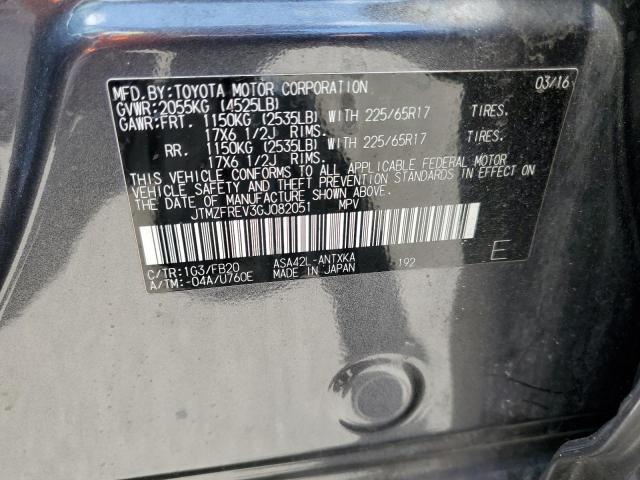 MFD.BY:TOYOTA MOTOR CORPORATION 03/16
GVWR:2055KG (4525LB)
GAWR:FRT. 1150KG (2535LB) WITH 225/65R17 TIRES.
17X6 1/2J RIMS.
RR. 1150KG (2535LB) WITH 225/65R17 TIRES.
17X6 1/2J RIMS.
THIS VEHICLE CONFORMS TO ALL APPLICABLE FEDERAL MOTOR
VEHICLE SAFETY AND THEFT PREVENTION STANDARDS IN EFFECT ON
THE DATE OF MANUFACTURE SHOWN ABOVE.
JTMZFREV3GJ082051 MPV
C/TR:1G3/FB20 ASA42L-ANTXKA 192 E
A/TM:-04A/U760E MADE IN JAPAN